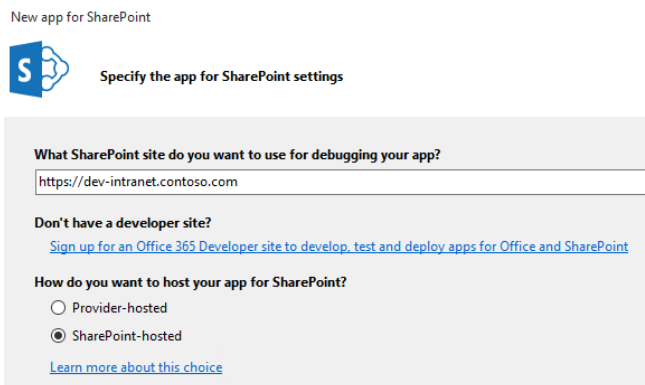 New app for SharePoint
S
Specify the app for SharePoint settings
What SharePoint site do you want to use for debugging your app?
https://dev-intranet.contoso.com
Don't have a developer site?
Sign up for an Office 365 Developer site to develop, test and deploy apps for Office and SharePoint
How do you want to host your app for SharePoint?
Provider-hosted
SharePoint-hosted
Learn more about this choice